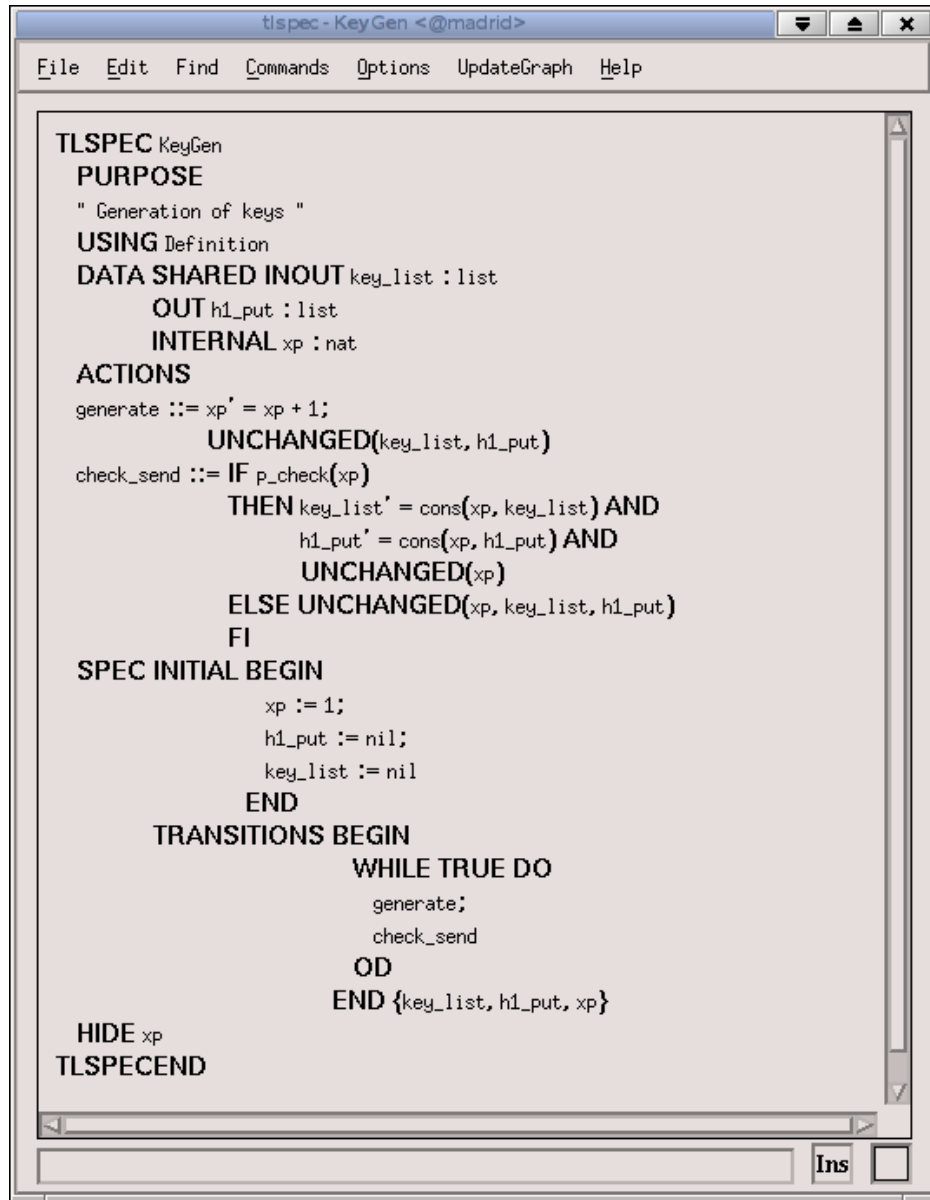 tlspec - KeyGen <@madrid>
File Edit Find Commands Options UpdateGraph Help
TLSPEC KeyGen
PURPOSE
" Generation of keys "
USING Definition
DATA SHARED INOUT key_list : list
OUT h1_put : list
INTERNAL xp : nat
ACTIONS
generate ::= xp' = xp + 1;
UNCHANGED(key_list, h1_put)
check_send ::= IF p_check(xp)
THEN key_list' = cons(xp, key_list) AND
h1_put' = cons(xp, h1_put) AND
UNCHANGED(xp)
ELSE UNCHANGED(xp, key_list, h1_put)
FI
SPEC INITIAL BEGIN
xp := 1;
h1_put := nil;
key_list := nil
END
TRANSITIONS BEGIN
WHILE TRUE DO
generate;
check_send
OD
END {key_list, h1_put, xp}
HIDE xp
TLSPECEND
Ins